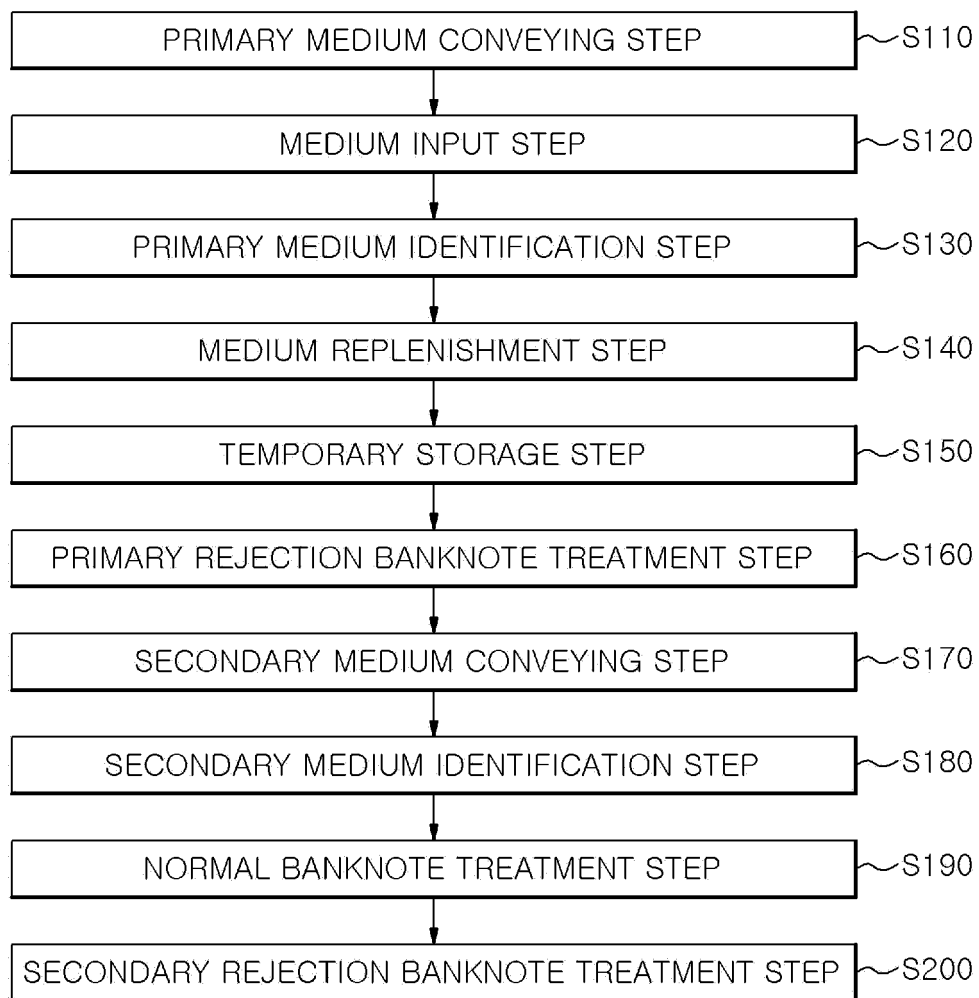 PRIMARY MEDIUM CONVEYING STEP S110
MEDIUM INPUT STEP S120
PRIMARY MEDIUM IDENTIFICATION STEP S130
MEDIUM REPLENISHMENT STEP S140
TEMPORARY STORAGE STEP S150
PRIMARY REJECTION BANKNOTE TREATMENT STEP S160
SECONDARY MEDIUM CONVEYING STEP S170
SECONDARY MEDIUM IDENTIFICATION STEP S180
NORMAL BANKNOTE TREATMENT STEP S190
SECONDARY REJECTION BANKNOTE TREATMENT STEP S200